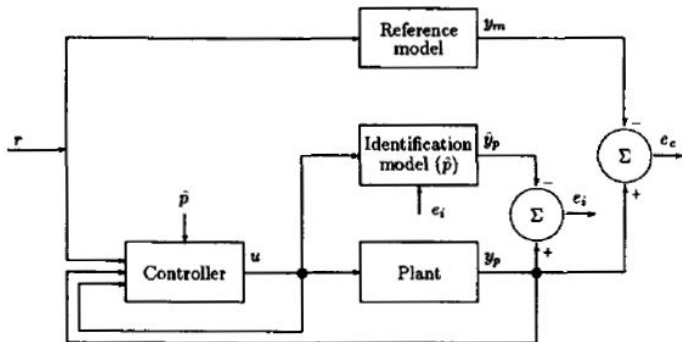 Reference
model
y_m
r
−
Σ
e_c
+
Identification
model (p̂)
ŷ_p
−
Σ
e_i
+
p̂
e_i
Controller
u
Plant
y_p